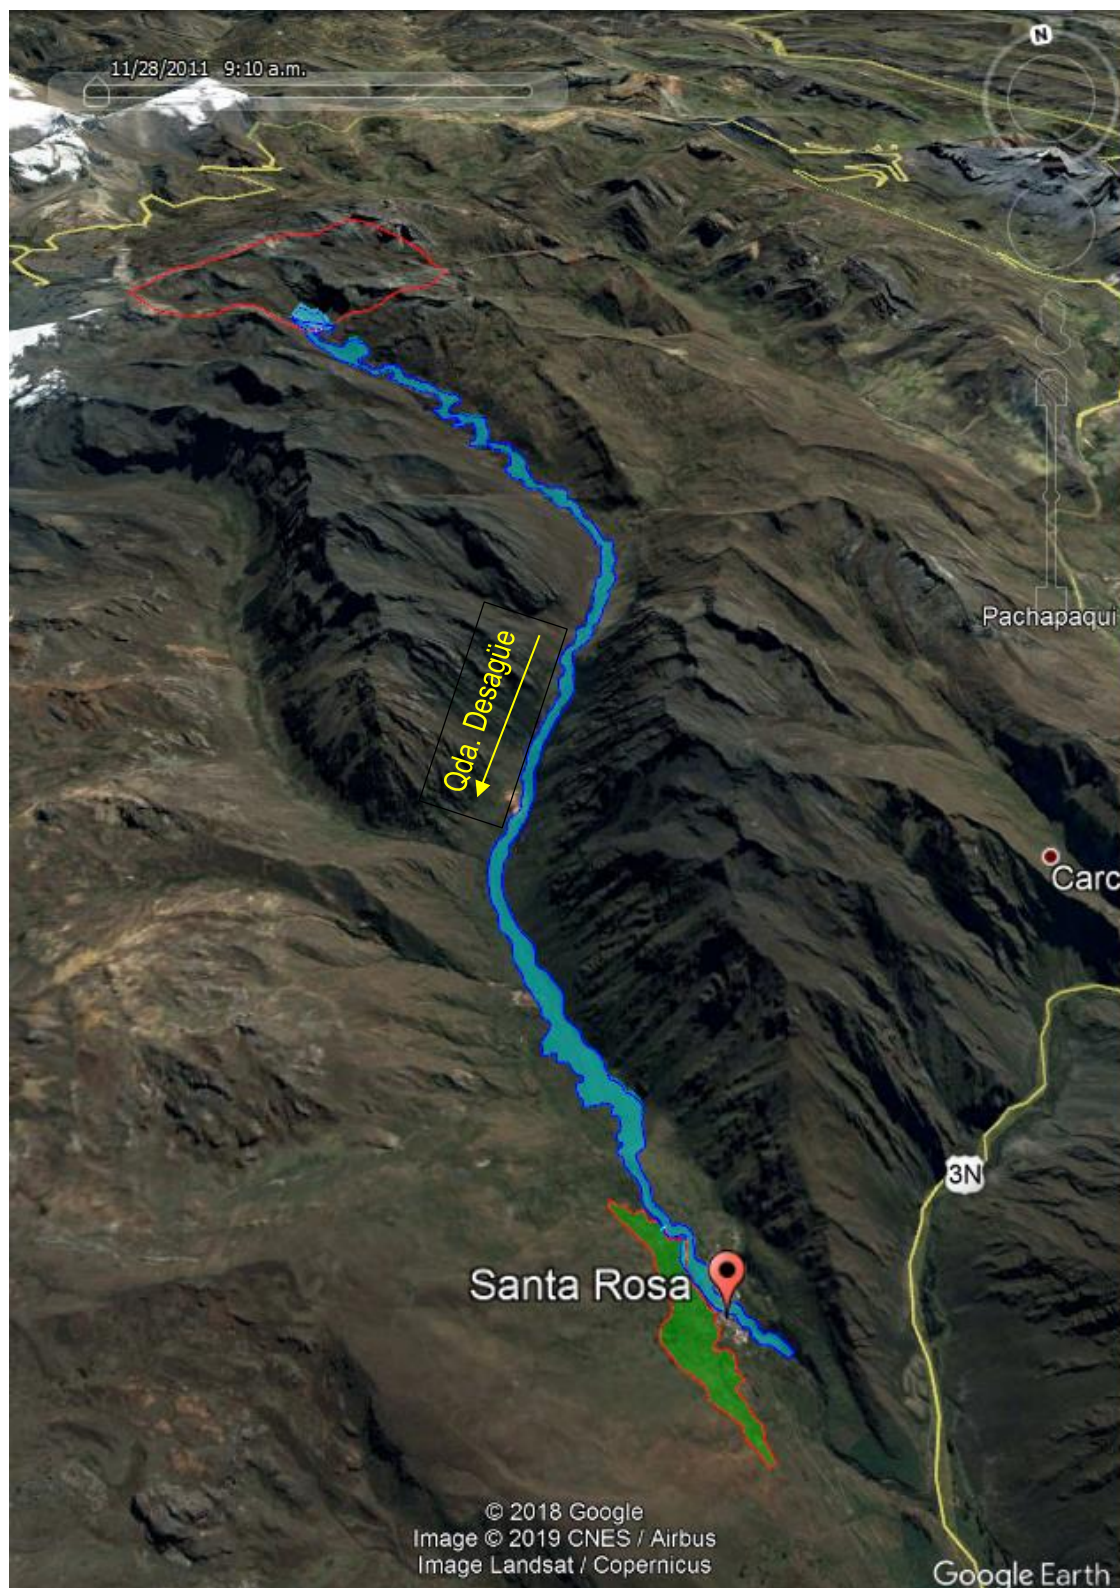 11/28/2011   9:10 a.m.
N
Pachapaqui
Qda. Desagüe
Carc
3N
Santa Rosa
© 2018 Google
Image © 2019 CNES / Airbus
Image Landsat / Copernicus
Google Earth